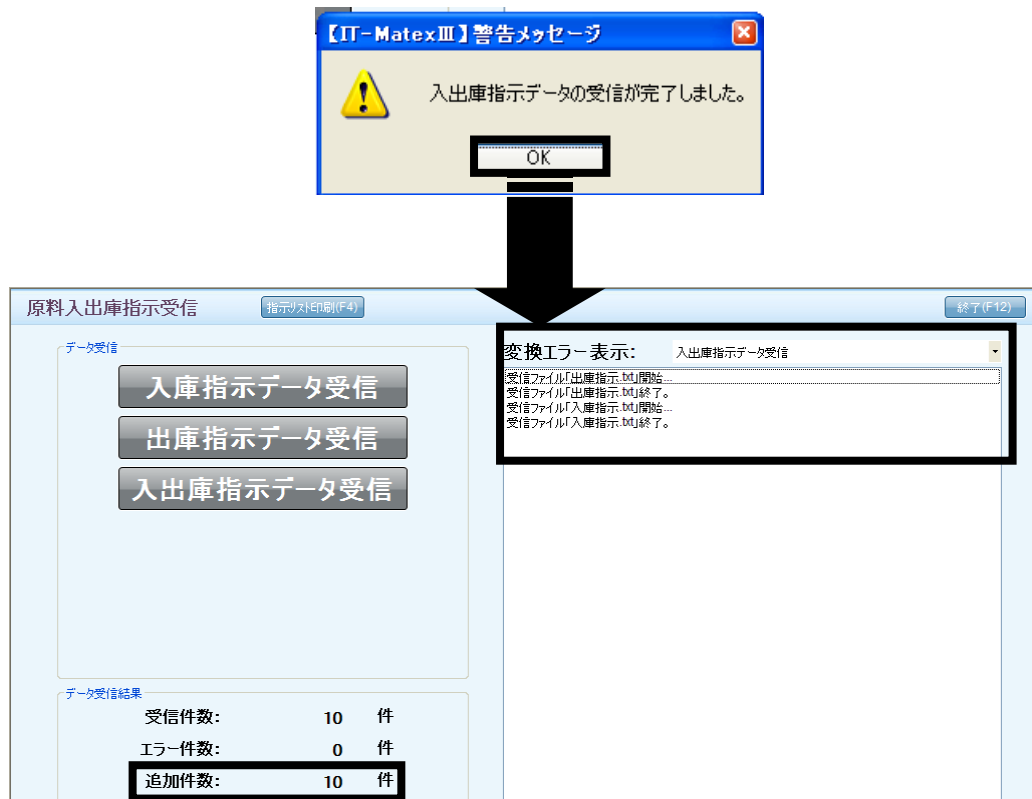 【IT-MatexⅢ】警告メッセージ
入出庫指示データの受信が完了しました。
OK
原料入出庫指示受信
指示リスト印刷(F4)
終了(F12)
データ受信
入庫指示データ受信
出庫指示データ受信
入出庫指示データ受信
変換エラー表示: 入出庫指示データ受信
受信ファイル「出庫指示.txt」開始...
受信ファイル「出庫指示.txt」終了。
受信ファイル「入庫指示.txt」開始...
受信ファイル「入庫指示.txt」終了。
データ受信結果
受信件数: 10 件
エラー件数: 0 件
追加件数: 10 件